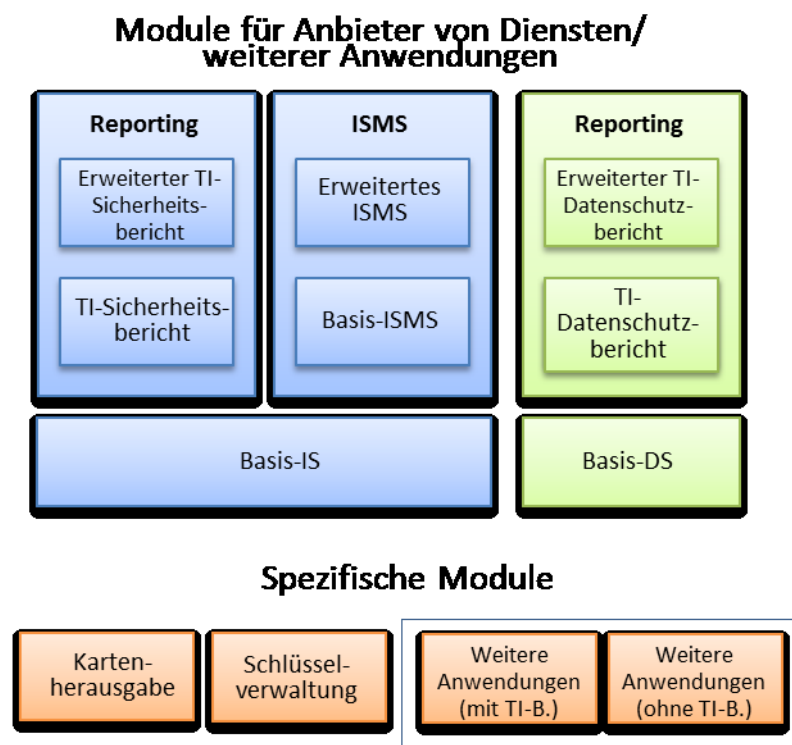 Module für Anbieter von Diensten/
weiterer Anwendungen
Reporting
Erweiterter TI-
Sicherheits-
bericht
TI-Sicherheits-
bericht
ISMS
Erweitertes
ISMS
Basis-ISMS
Reporting
Erweiterter TI-
Datenschutz-
bericht
TI-
Datenschutz-
bericht
Basis-IS
Basis-DS
Spezifische Module
Karten-
herausgabe
Schlüssel-
verwaltung
Weitere
Anwendungen
(mit TI-B.)
Weitere
Anwendungen
(ohne TI-B.)